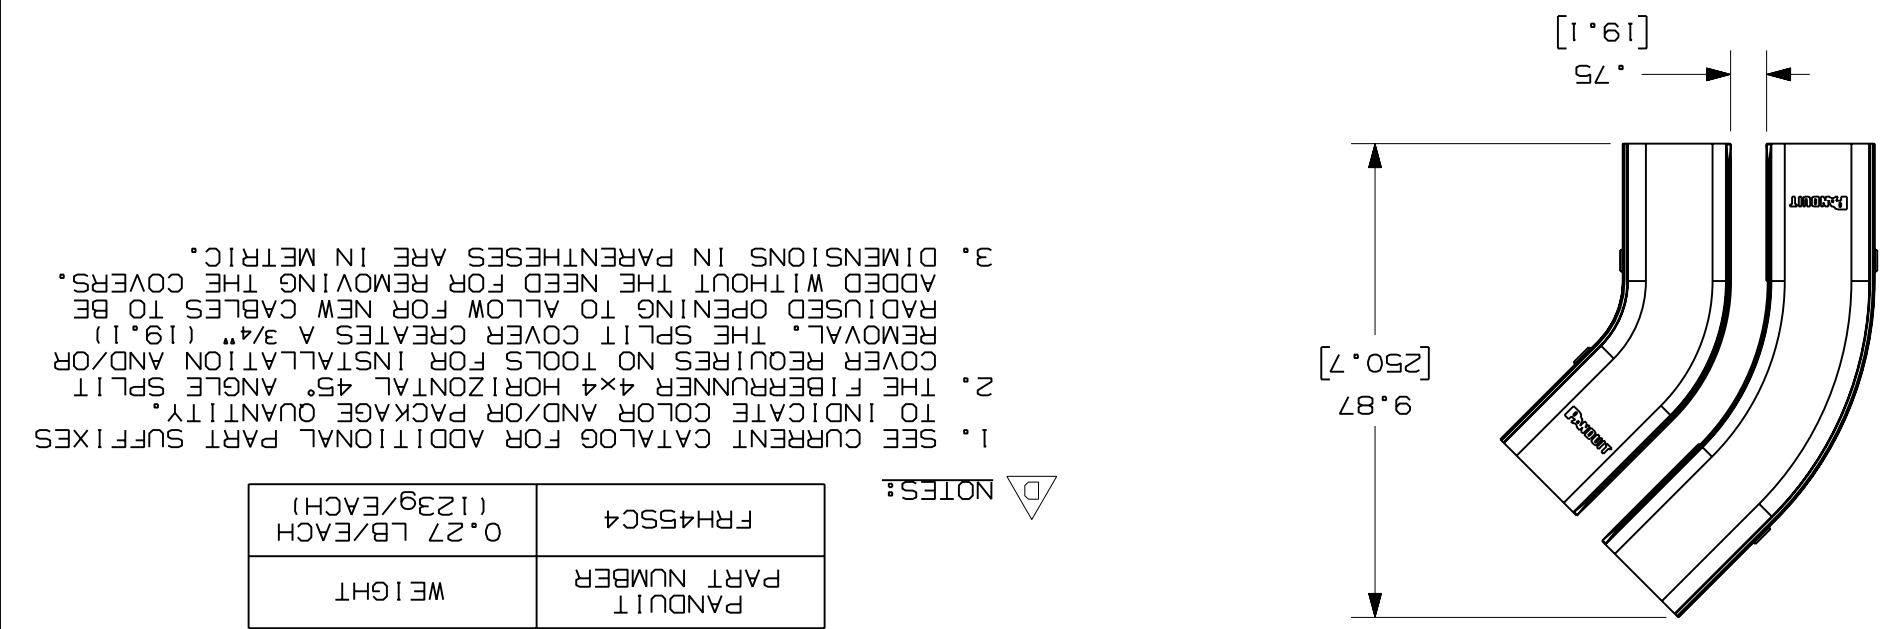 PANDUIT
PART NUMBER
WEIGHT
FRH45SC4
0.27 LB/EACH
(123g/EACH)
NOTES:
D
1. SEE CURRENT CATALOG FOR ADDITIONAL PART SUFFIXES
TO INDICATE COLOR AND/OR PACKAGE QUANTITY.
2. THE FIBERRUNNER 4x4 HORIZONTAL 45° ANGLE SPLIT
COVER REQUIRES NO TOOLS FOR INSTALLATION AND/OR
REMOVAL. THE SPLIT COVER CREATES A 3/4" (19.1)
RADIUSED OPENING TO ALLOW FOR NEW CABLES TO BE
ADDED WITHOUT THE NEED FOR REMOVING THE COVERS.
3. DIMENSIONS IN PARENTHESES ARE IN METRIC.
9.87
[250.7]
.75
[19.1]
PANDUIT
PANDUIT